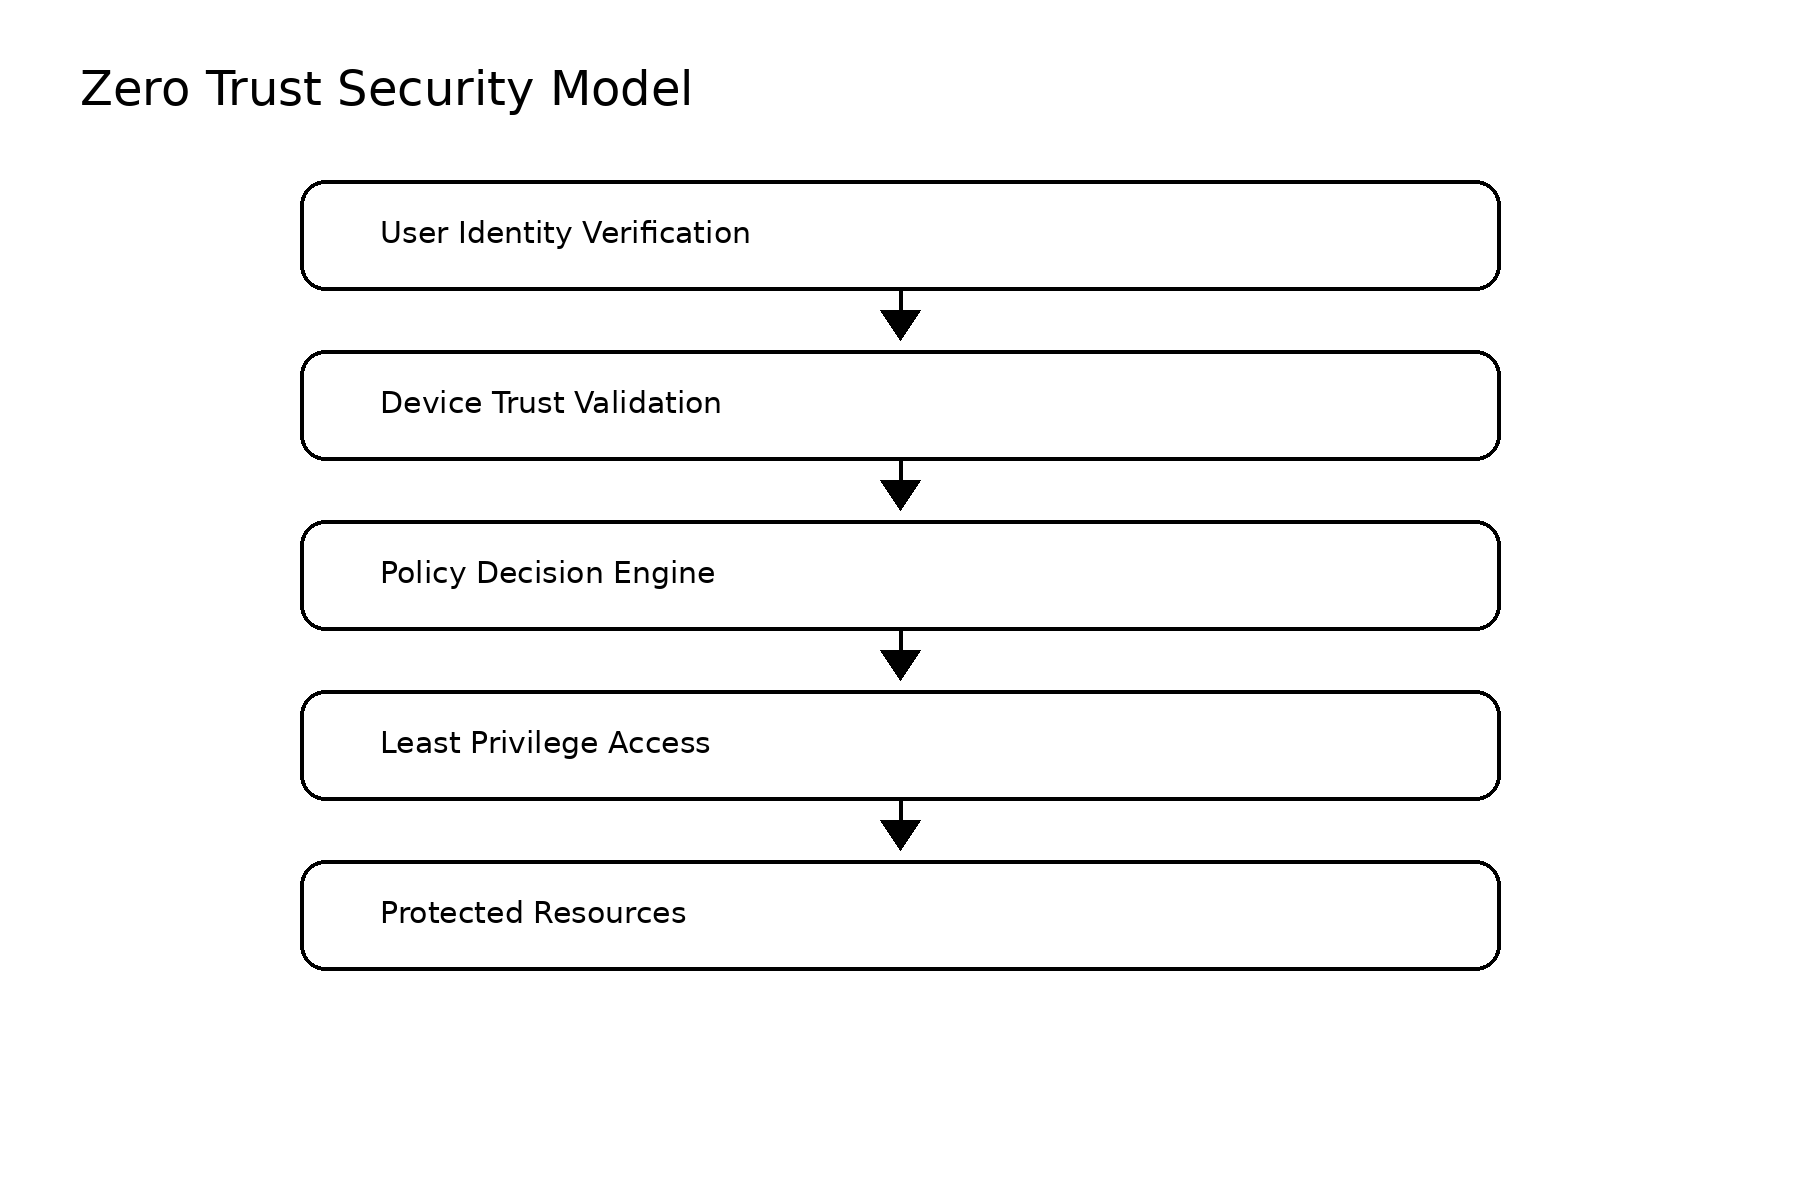 Zero Trust Security Model
User Identity Verification
Device Trust Validation
Policy Decision Engine
Least Privilege Access
Protected Resources